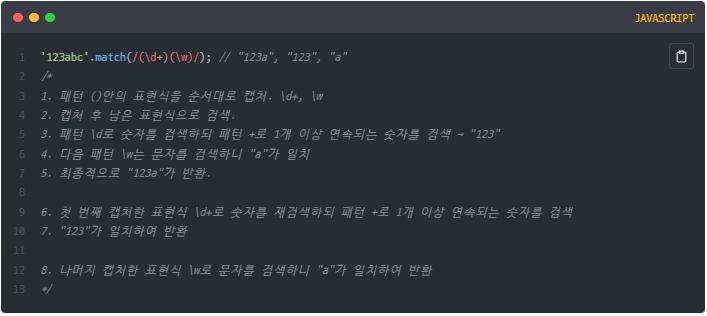 JAVASCRIPT
1 '123abc'.match(/(\d+)(\w)/); // "123a", "123", "a"
2 /*
3 1. 패턴 ()안의 표현식을 순서대로 캡쳐. \d+, \w
4 2. 캡쳐 후 남은 표현식으로 검색.
5 3. 패턴 \d로 숫자를 검색하되 패턴 +로 1개 이상 연속되는 숫자를 검색 → "123"
6 4. 다음 패턴 \w는 문자를 검색하니 "a"가 일치
7 5. 최종적으로 "123a"가 반환.
8
9 6. 첫 번째 캡쳐한 표현식 \d+로 숫자를 재검색하되 패턴 +로 1개 이상 연속되는 숫자를 검색
10 7. "123"가 일치하여 반환
11
12 8. 나머지 캡쳐한 표현식 \w로 문자를 검색하니 "a"가 일치하여 반환
13 */